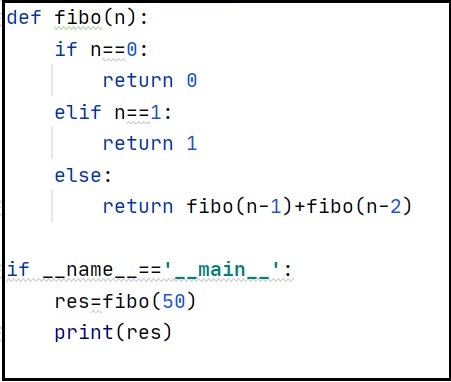 def fibo(n):
    if n==0:
        return 0
    elif n==1:
        return 1
    else:
        return fibo(n-1)+fibo(n-2)

if __name__=='__main__':
    res=fibo(50)
    print(res)